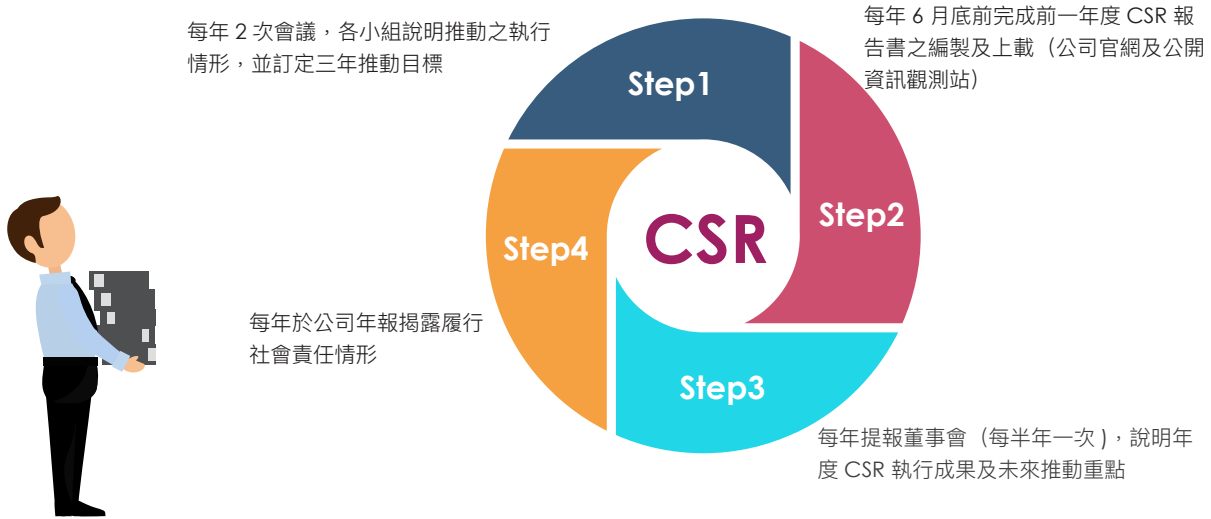 每年 2 次會議，各小組說明推動之執行
情形，並訂定三年推動目標
Step1
每年 6 月底前完成前一年度 CSR 報
告書之編製及上載（公司官網及公開
資訊觀測站）
Step2
CSR
Step4
每年於公司年報揭露履行
社會責任情形
Step3
每年提報董事會（每半年一次 )，說明年
度 CSR 執行成果及未來推動重點